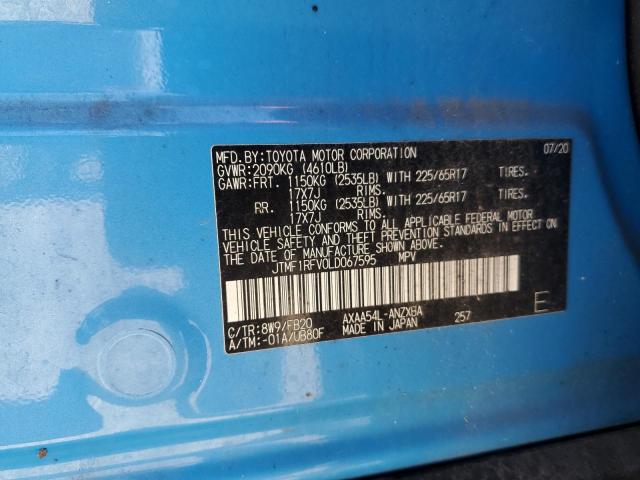 MFD.BY:TOYOTA MOTOR CORPORATION 07/20
GVWR:2090KG (4610LB)
GAWR:FRT. 1150KG (2535LB) WITH 225/65R17 TIRES.
17X7J RIMS.
RR. 1150KG (2535LB) WITH 225/65R17 TIRES.
17X7J RIMS.
THIS VEHICLE CONFORMS TO ALL APPLICABLE FEDERAL MOTOR
VEHICLE SAFETY AND THEFT PREVENTION STANDARDS IN EFFECT ON
THE DATE OF MANUFACTURE SHOWN ABOVE.
JTMF1RFV0LD067595 MPV
C/TR:8W9/FB20 AXAA54L-ANZXBA 257 E
A/TM:-01A/UB80F MADE IN JAPAN